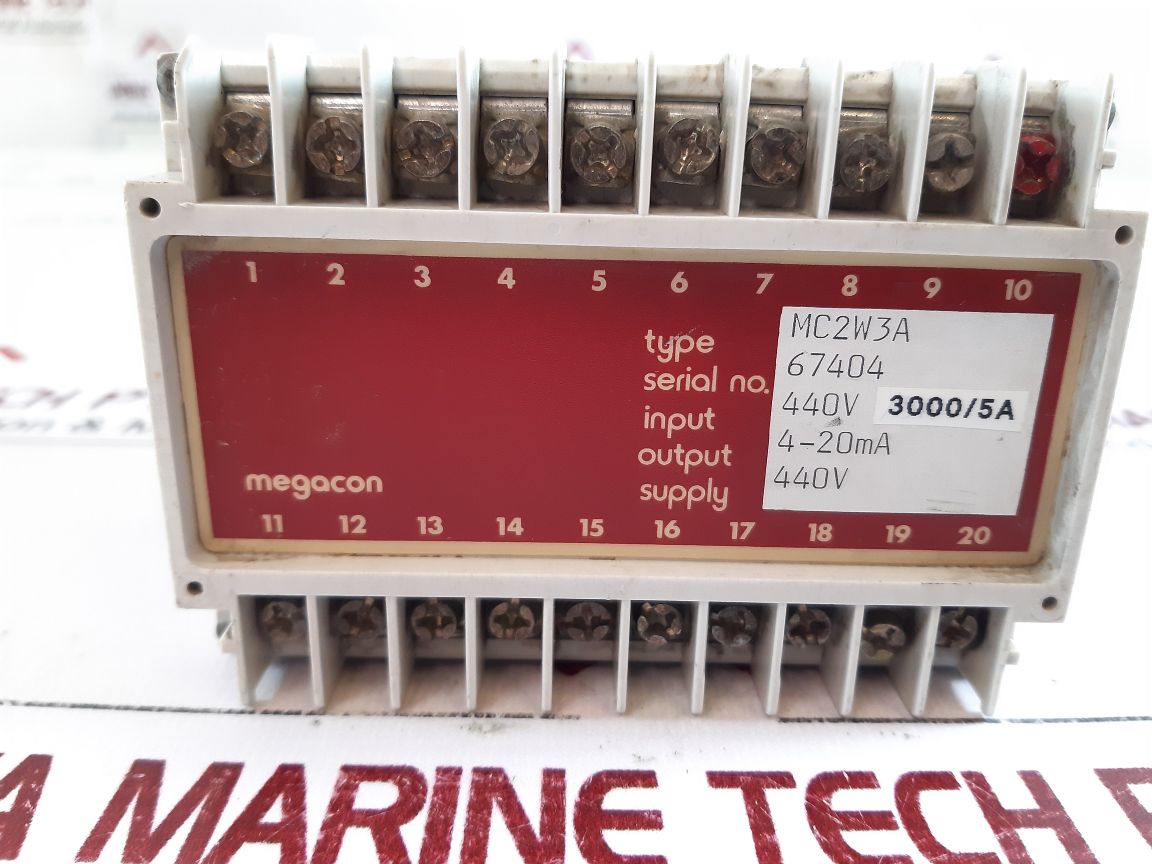 1 2 3 4 5 6 7 8 9 10
type MC2W3A
serial no. 67404
input 440V 3000/5A
output 4-20mA
supply 440V
megacon
11 12 13 14 15 16 17 18 19 20
MARINE TECH